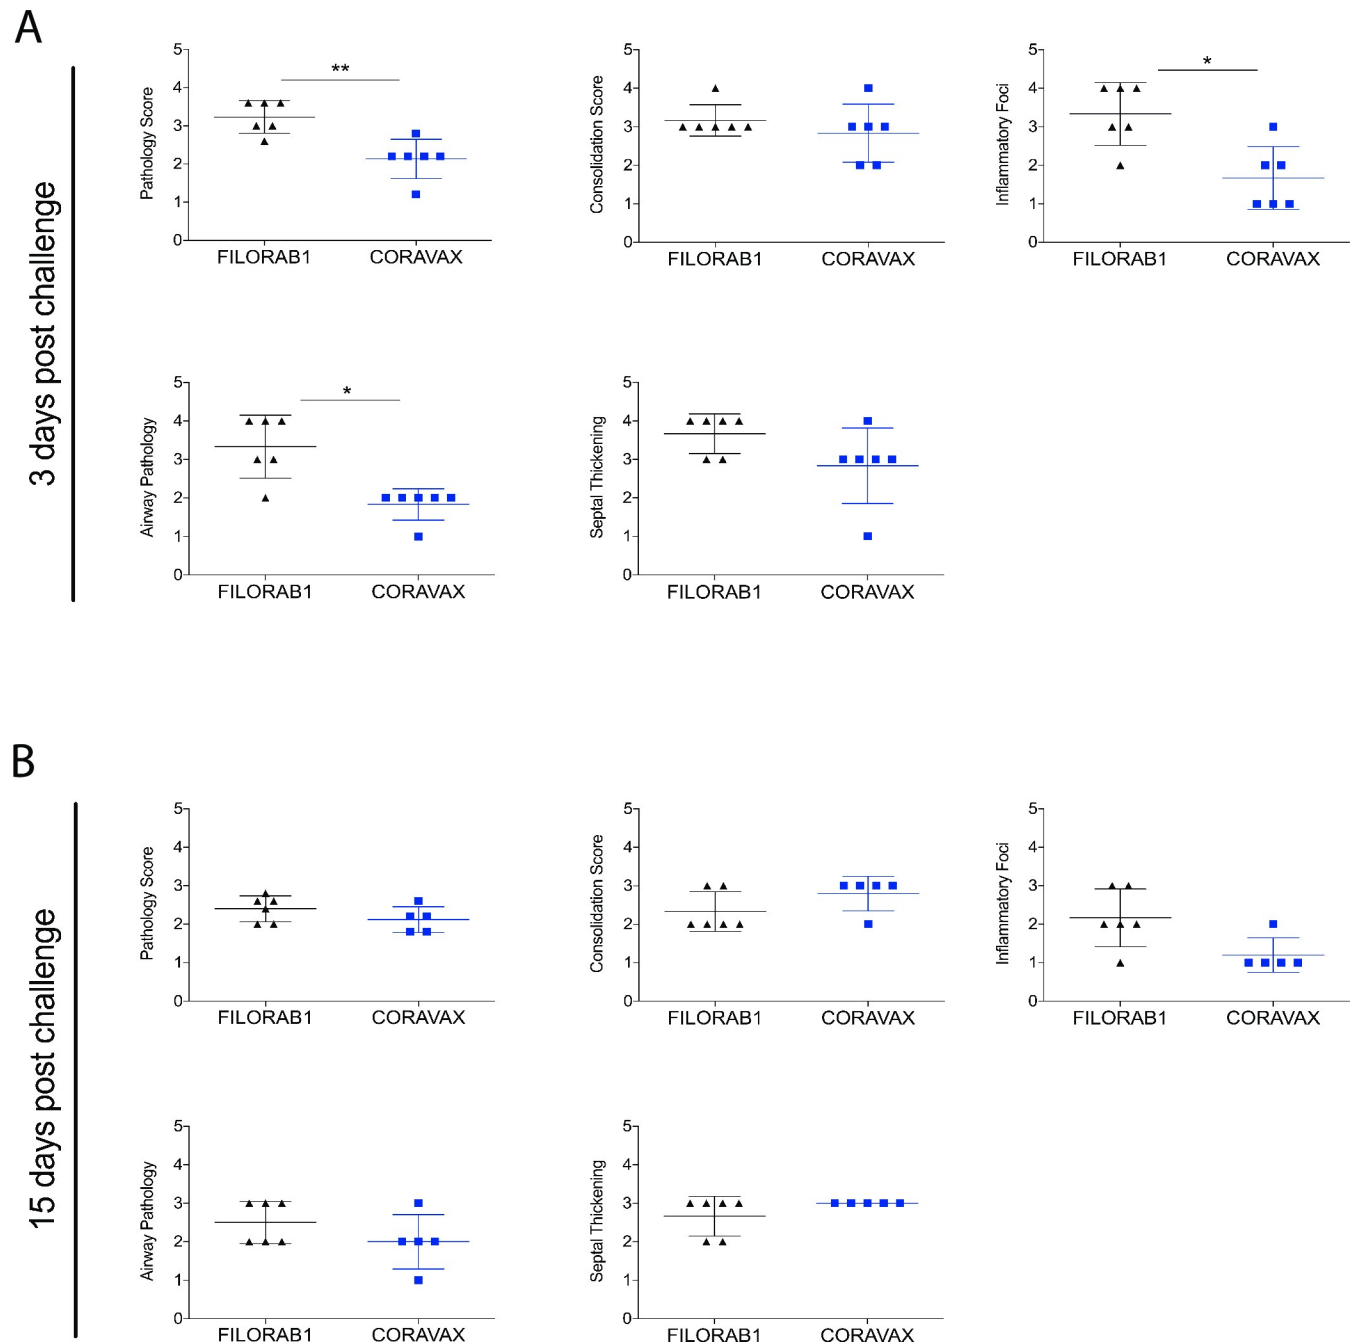 A
3 days post challenge
Pathology Score
5
4
3
2
1
0
**
FILORAB1
CORAVAX
Consolidation Score
5
4
3
2
1
0
FILORAB1
CORAVAX
Inflammatory Foci
5
4
3
2
1
0
*
FILORAB1
CORAVAX
Airway Pathology
5
4
3
2
1
0
*
FILORAB1
CORAVAX
Septal Thickening
5
4
3
2
1
0
FILORAB1
CORAVAX
B
15 days post challenge
Pathology Score
5
4
3
2
1
0
FILORAB1
CORAVAX
Consolidation Score
5
4
3
2
1
0
FILORAB1
CORAVAX
Inflammatory Foci
5
4
3
2
1
0
FILORAB1
CORAVAX
Airway Pathology
5
4
3
2
1
0
FILORAB1
CORAVAX
Septal Thickening
5
4
3
2
1
0
FILORAB1
CORAVAX